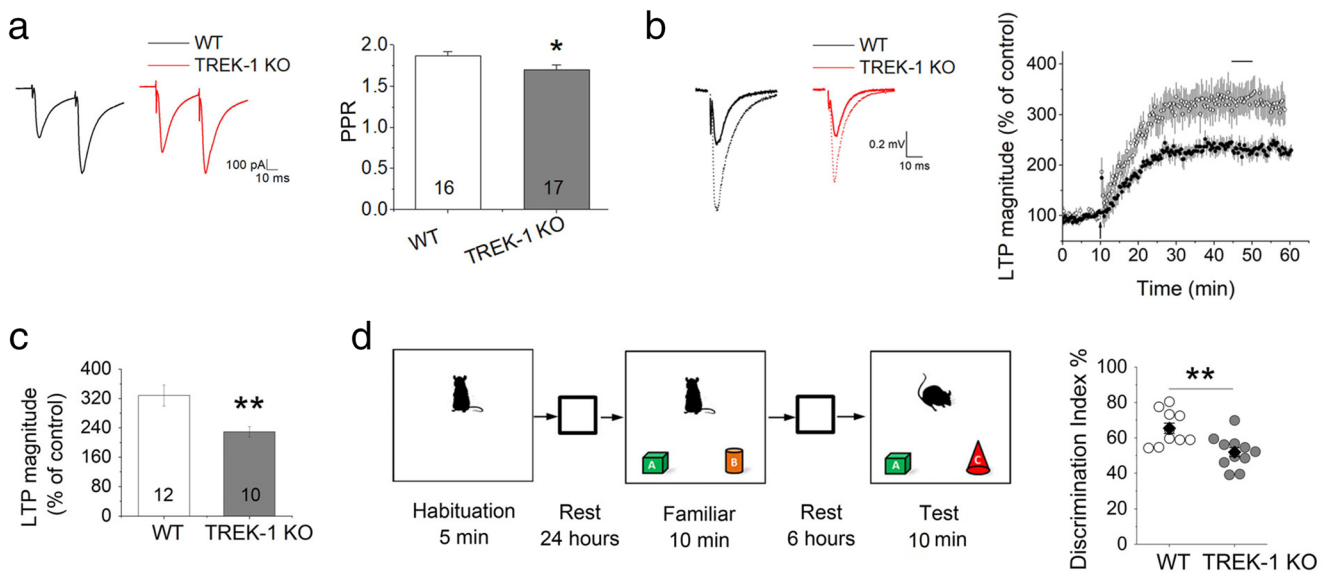 a
WT
TREK-1 KO
100 pA
10 ms
PPR
2.0
1.5
1.0
0.5
0.0
*
16
17
WT
TREK-1 KO
b
WT
TREK-1 KO
0.2 mV
10 ms
LTP magnitude (% of control)
400
300
200
100
0
10
20
30
40
50
60
Time (min)
c
LTP magnitude
(% of control)
400
320
240
160
80
0
**
12
10
WT
TREK-1 KO
d
A
B
A
C
Habituation
5 min
Rest
24 hours
Familiar
10 min
Rest
6 hours
Test
10 min
Discrimination Index %
100
80
60
40
20
0
**
WT
TREK-1 KO